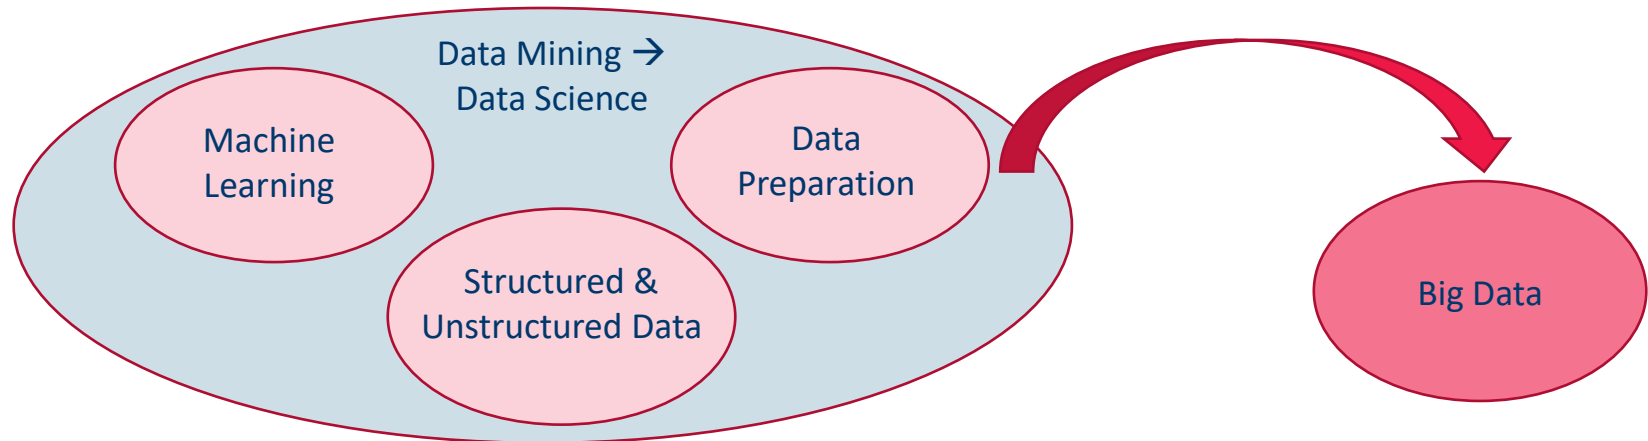 Data Mining →
Data Science
Machine
Learning
Data
Preparation
Structured &
Unstructured Data
Big Data